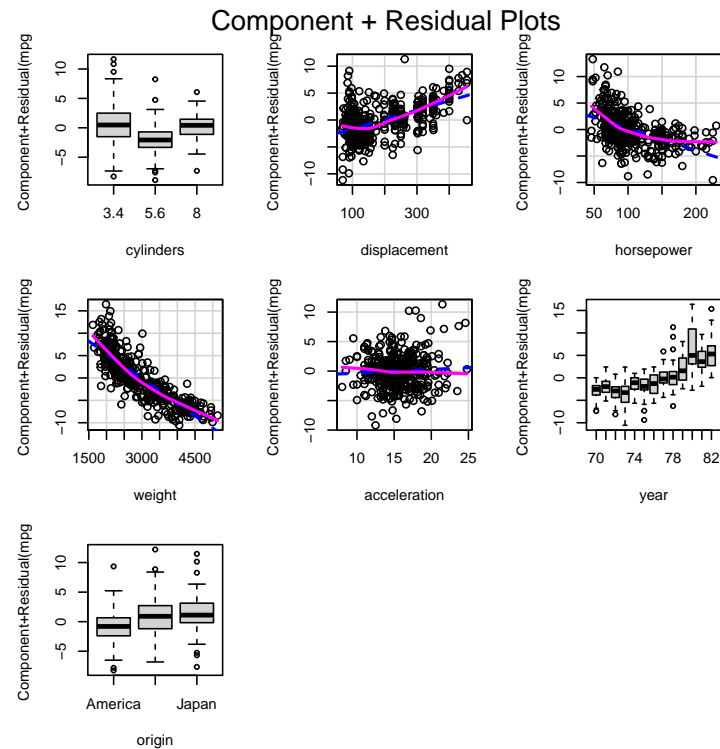 Component + Residual Plots
Component+Residual(mpg
10
5
0
−5
3.4 5.6 8
cylinders
Component+Residual(mpg
10
5
0
−10
100 300
displacement
Component+Residual(mpg
10
5
0
−10
50 100 200
horsepower
Component+Residual(mpg
15
5
0
−10
1500 3000 4500
weight
Component+Residual(mpg
10
5
0
−10
10 15 20 25
acceleration
Component+Residual(mpg
15
5
0
−10
70 74 78 82
year
Component+Residual(mpg
10
5
0
−5
America Japan
origin